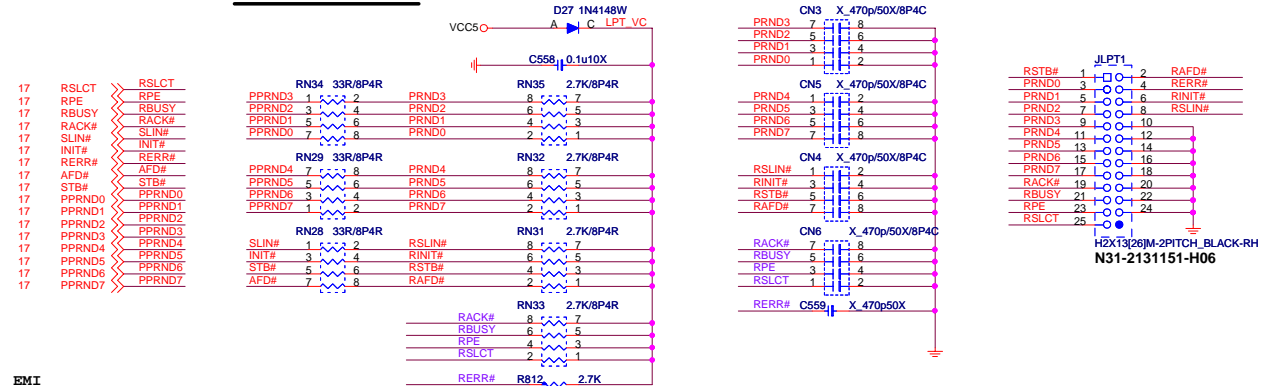 D27 1N4148W
VCC5 A C LPT_VC
C558 0.1u10X
17 RSLCT RSLCT
17 RPE RPE
17 RBUSY RBUSY
17 RACK# RACK#
17 SLIN# SLIN#
17 INIT# INIT#
17 RERR# RERR#
17 AFD# AFD#
17 STB# STB#
17 PPRND0 PPRND0
17 PPRND1 PPRND1
17 PPRND2 PPRND2
17 PPRND3 PPRND3
17 PPRND4 PPRND4
17 PPRND5 PPRND5
17 PPRND6 PPRND6
17 PPRND7 PPRND7
RN34 33R/8P4R RN35 2.7K/8P4R
PPRND3 1 2 PRND3 8 7
PPRND2 3 4 PRND2 6 5
PPRND1 5 6 PRND1 4 3
PPRND0 7 8 PRND0 2 1
RN29 33R/8P4R RN32 2.7K/8P4R
PPRND4 7 8 PRND4 8 7
PPRND5 5 6 PRND5 6 5
PPRND6 3 4 PRND6 4 3
PPRND7 1 2 PRND7 2 1
RN28 33R/8P4R RN31 2.7K/8P4R
SLIN# 1 2 RSLIN# 8 7
INIT# 3 4 RINIT# 6 5
STB# 5 6 RSTB# 4 3
AFD# 7 8 RAFD# 2 1
RN33 2.7K/8P4R
RACK# 8 7
RBUSY 6 5
RPE 4 3
RSLCT 2 1
RERR# R812 2.7K
CN3 X_470p/50X/8P4C
PRND3 7 8
PRND2 5 6
PRND1 3 4
PRND0 1 2
CN5 X_470p/50X/8P4C
PRND4 1 2
PRND5 3 4
PRND6 5 6
PRND7 7 8
CN4 X_470p/50X/8P4C
RSLIN# 1 2
RINIT# 3 4
RSTB# 5 6
RAFD# 7 8
CN6 X_470p/50X/8P4C
RACK# 7 8
RBUSY 5 6
RPE 3 4
RSLCT 1 2
RERR# C559 X_470p50X
JLPT1
RSTB# 1 2 RAFD#
PRND0 3 4 RERR#
PRND1 5 6 RINIT#
PRND2 7 8 RSLIN#
PRND3 9 10
PRND4 11 12
PRND5 13 14
PRND6 15 16
PRND7 17 18
RACK# 19 20
RBUSY 21 22
RPE 23 24
RSLCT 25
H2X13[26]M-2PITCH_BLACK-RH
N31-2131151-H06
EMI